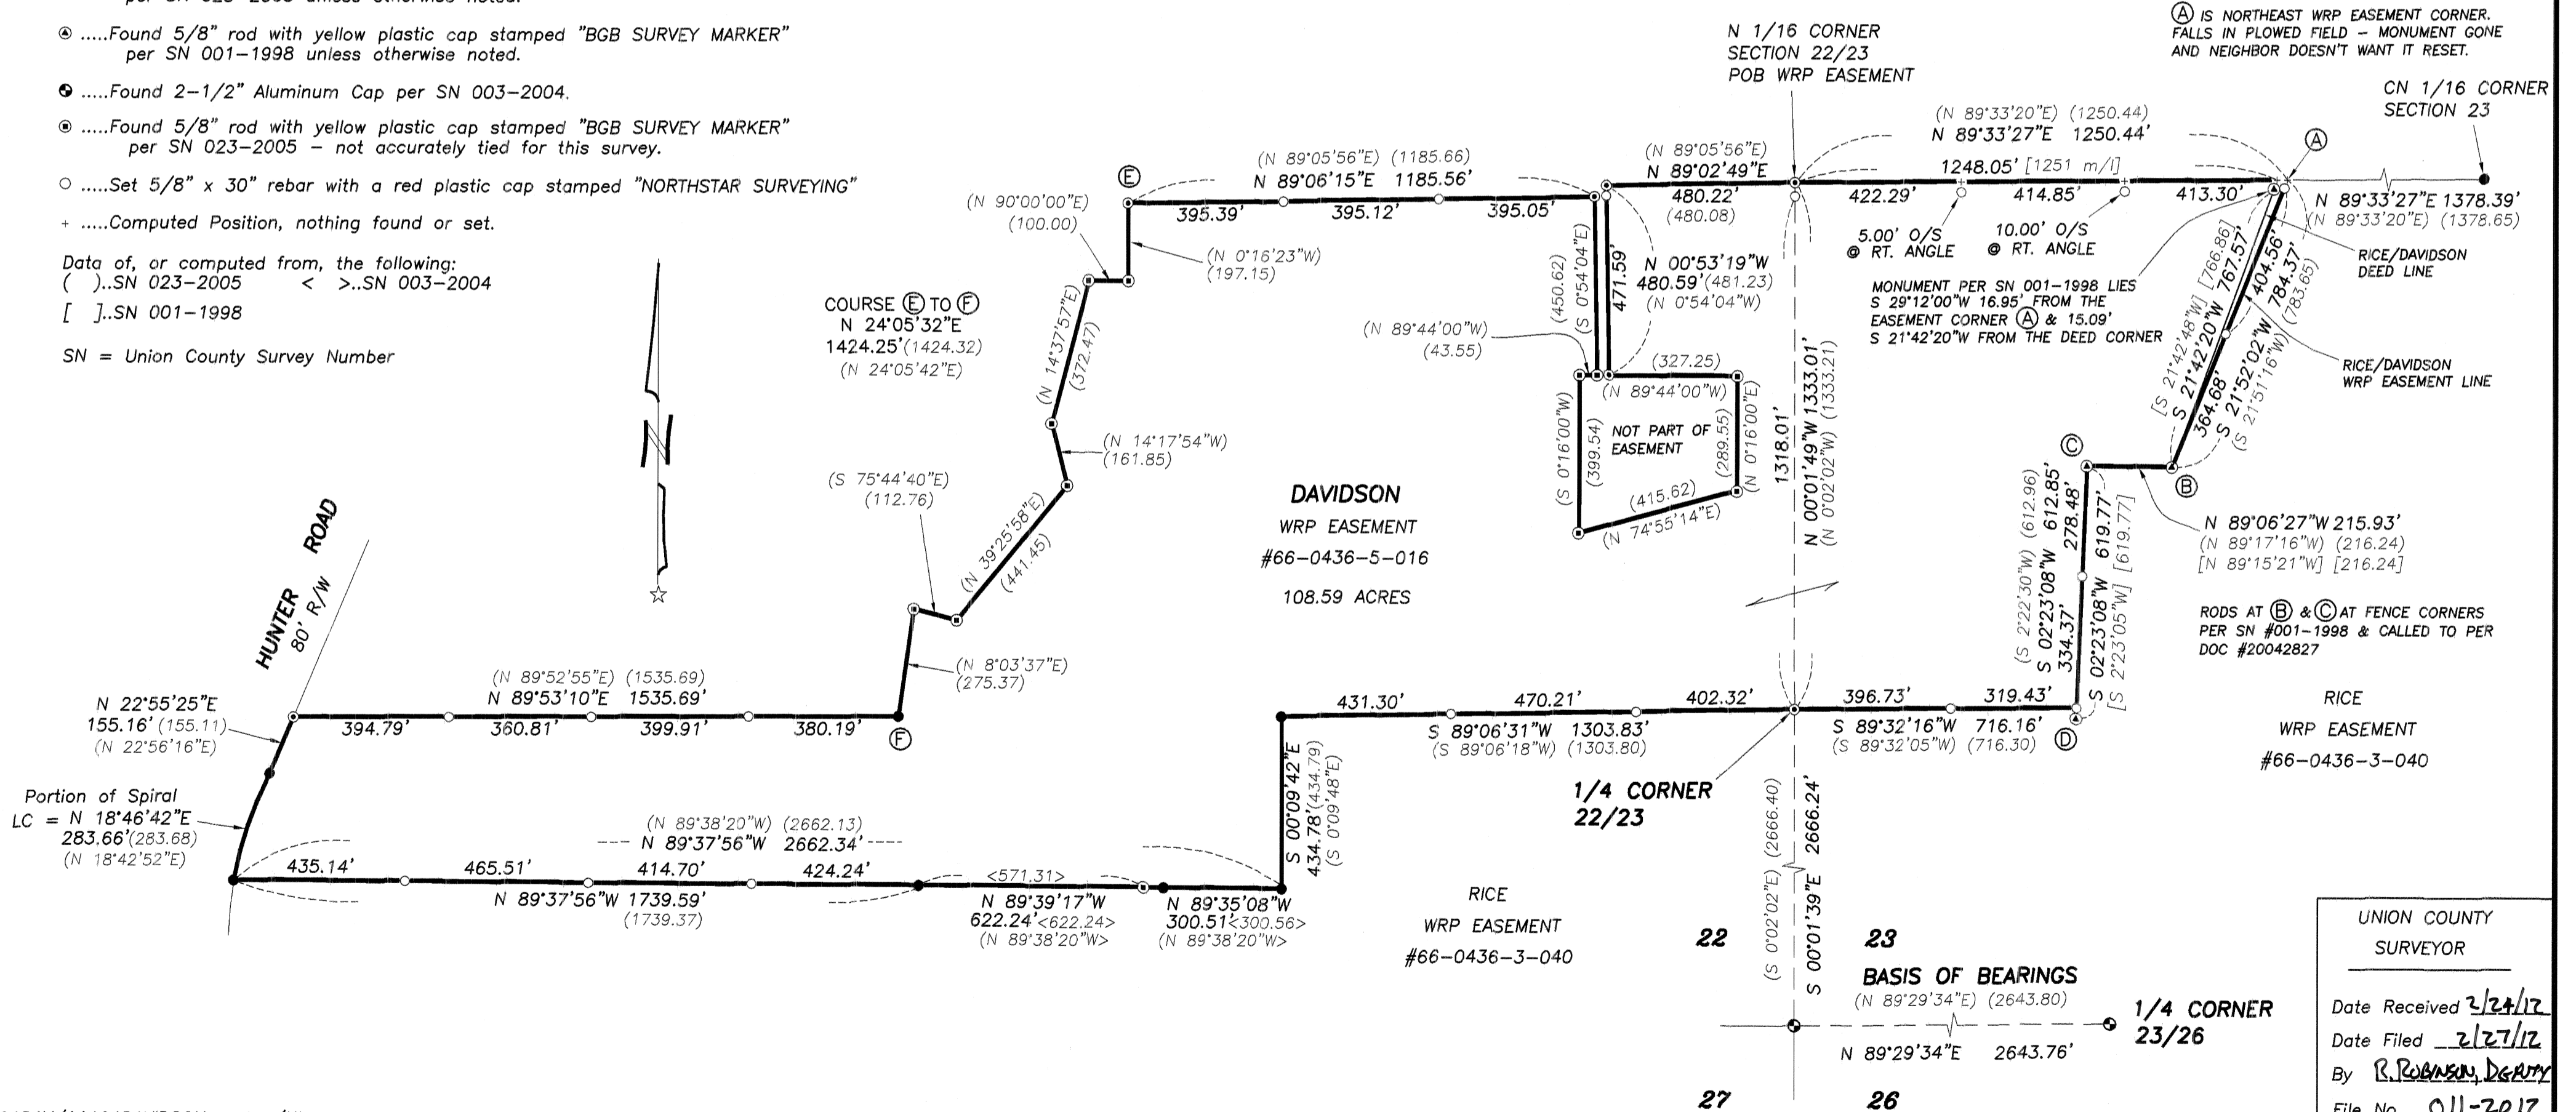 per SN 023-2005 unless otherwise noted.
.....Found 5/8" rod with yellow plastic cap stamped "BGB SURVEY MARKER"
per SN 001-1998 unless otherwise noted.
.....Found 2-1/2" Aluminum Cap per SN 003-2004.
.....Found 5/8" rod with yellow plastic cap stamped "BGB SURVEY MARKER"
per SN 023-2005 - not accurately tied for this survey.
.....Set 5/8" x 30" rebar with a red plastic cap stamped "NORTHSTAR SURVEYING"
+ .....Computed Position, nothing found or set.
Data of, or computed from, the following:
( )..SN 023-2005 < >..SN 003-2004
[ ]..SN 001-1998
SN = Union County Survey Number
N
HUNTER ROAD
80' R/W
N 22°55'25"E
155.16' (155.11)
(N 22°56'16"E)
Portion of Spiral
LC = N 18°46'42"E
283.66' (283.68)
(N 18°42'52"E)
(N 89°52'55"E) (1535.69)
N 89°53'10"E 1535.69'
394.79' 360.81' 399.91' 380.19'
F
(N 89°38'20"W) (2662.13)
N 89°37'56"W 2662.34'
435.14' 465.51' 414.70' 424.24'
N 89°37'56"W 1739.59'
(1739.37)
<571.31>
N 89°39'17"W
622.24' <622.24>
(N 89°38'20"W>
N 89°35'08"W
300.51' <300.56>
(N 89°38'20"W>
S 00°09'42"E
434.78' (434.79)
(S 0°09'48"E)
COURSE E TO F
N 24°05'32"E
1424.25' (1424.32)
(N 24°05'42"E)
(N 8°03'37"E)
(275.37)
(S 75°44'40"E)
(112.76)
(N 39°25'58"E)
(441.45)
(N 14°17'54"W)
(161.85)
(N 14°37'57"E)
(372.47)
(N 90°00'00"E)
(100.00)
(N 0°16'23"W)
(197.15)
E
(N 89°05'56"E) (1185.66)
N 89°06'15"E 1185.56'
395.39' 395.12' 395.05'
(450.62)
(S 0°54'04"E)
471.59'
N 00°53'19"W
480.59' (481.23)
(N 0°54'04"W)
(N 89°05'56"E)
N 89°02'49"E
480.22'
(480.08)
(N 89°44'00"W)
(43.55)
(327.25)
(N 89°44'00"W)
(S 0°16'00"W)
(399.54)
NOT PART OF
EASEMENT
(289.55)
(N 0°16'00"E)
(415.62)
(N 74°55'14"E)
DAVIDSON
WRP EASEMENT
#66-0436-5-016
108.59 ACRES
N 1/16 CORNER
SECTION 22/23
POB WRP EASEMENT
1318.01'
N 00°01'49"W 1333.01'
(N 0°02'02"W) (1333.21)
(N 89°33'20"E) (1250.44)
N 89°33'27"E 1250.44'
1248.05' [1251 m/l]
422.29' 414.85' 413.30'
5.00' O/S
@ RT. ANGLE
10.00' O/S
@ RT. ANGLE
MONUMENT PER SN 001-1998 LIES
S 29°12'00"W 16.95' FROM THE
EASEMENT CORNER A & 15.09'
S 21°42'20"W FROM THE DEED CORNER
A IS NORTHEAST WRP EASEMENT CORNER.
FALLS IN PLOWED FIELD - MONUMENT GONE
AND NEIGHBOR DOESN'T WANT IT RESET.
CN 1/16 CORNER
SECTION 23
A
N 89°33'27"E 1378.39'
(N 89°33'20"E) (1378.65)
RICE/DAVIDSON
DEED LINE
RICE/DAVIDSON
WRP EASEMENT LINE
[S 21°42'48"W] [766.86]
S 21°42'20"W 767.57'
364.68' 404.56'
S 21°52'02"W 784.37'
(S 21°51'16"W) (783.65)
C
B
N 89°06'27"W 215.93'
(N 89°17'16"W) (216.24)
[N 89°15'21"W] [216.24]
RODS AT B & C AT FENCE CORNERS
PER SN #001-1998 & CALLED TO PER
DOC #20042827
(S 2°22'30"W) (612.96)
S 02°23'08"W 612.85'
334.37' 278.48'
S 02°23'08"W 619.77'
[S 2°23'05"W] [619.77]
D
431.30' 470.21' 402.32' 396.73' 319.43'
S 89°06'31"W 1303.83'
(S 89°06'18"W) (1303.80)
S 89°32'16"W 716.16'
(S 89°32'05"W) (716.30)
1/4 CORNER
22/23
RICE
WRP EASEMENT
#66-0436-3-040
RICE
WRP EASEMENT
#66-0436-3-040
(S 0°02'02"E) (2666.40)
S 00°01'39"E 2666.24'
22 23
BASIS OF BEARINGS
(N 89°29'34"E) (2643.80)
N 89°29'34"E 2643.76'
1/4 CORNER
23/26
27 26
UNION COUNTY
SURVEYOR
Date Received 2/24/12
Date Filed 2/27/12
By R. ROBINSON, DEPUTY
File No. 011-2012